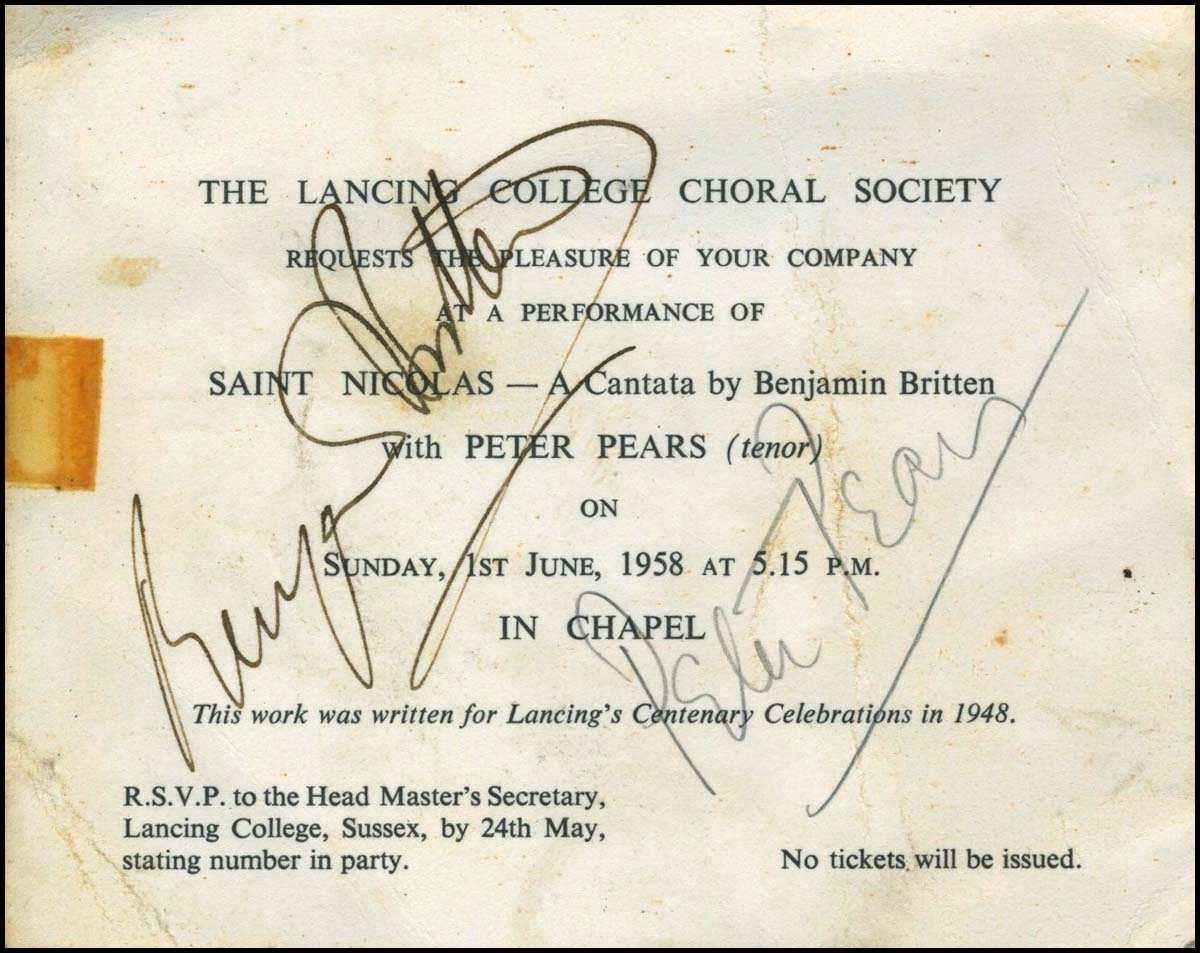 THE LANCING COLLEGE CHORAL SOCIETY
REQUESTS THE PLEASURE OF YOUR COMPANY
AT A PERFORMANCE OF
SAINT NICOLAS — A Cantata by Benjamin Britten
with PETER PEARS (tenor)
ON
SUNDAY, 1ST JUNE, 1958 AT 5.15 P.M.
IN CHAPEL
This work was written for Lancing's Centenary Celebrations in 1948.
R.S.V.P. to the Head Master's Secretary,
Lancing College, Sussex, by 24th May,
stating number in party.
No tickets will be issued.
Benj Britten
Peter Pears